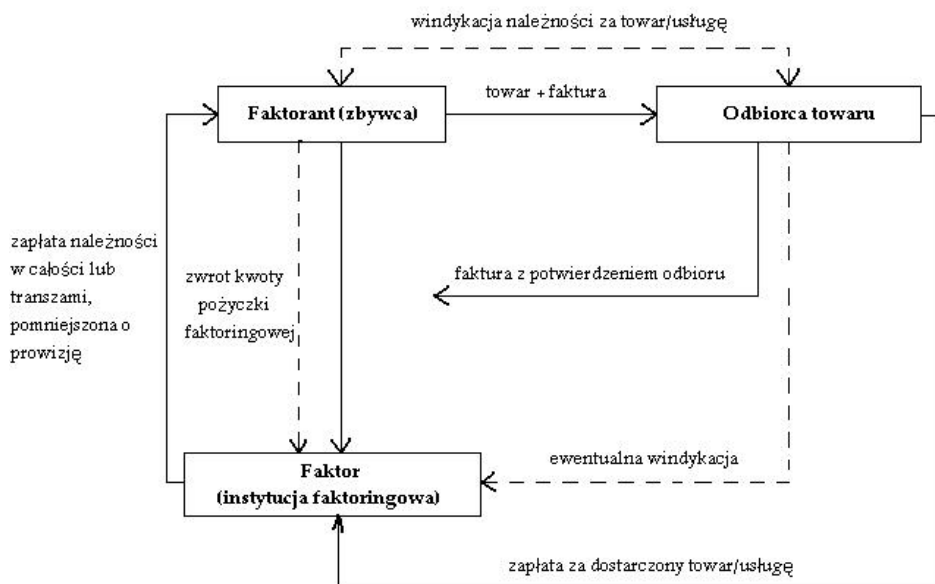 windykacja należności za towar/usługę
Faktorant (zbywca)
towar + faktura
Odbiorca towaru
zapłata należności
w całości lub
transzami,
pomniejszona o
prowizję
zwrot kwoty
pożyczki
faktoringowej
faktura z potwierdzeniem odbioru
Faktor
(instytucja faktoringowa)
ewentualna windykacja
zapłata za dostarczony towar/usługę